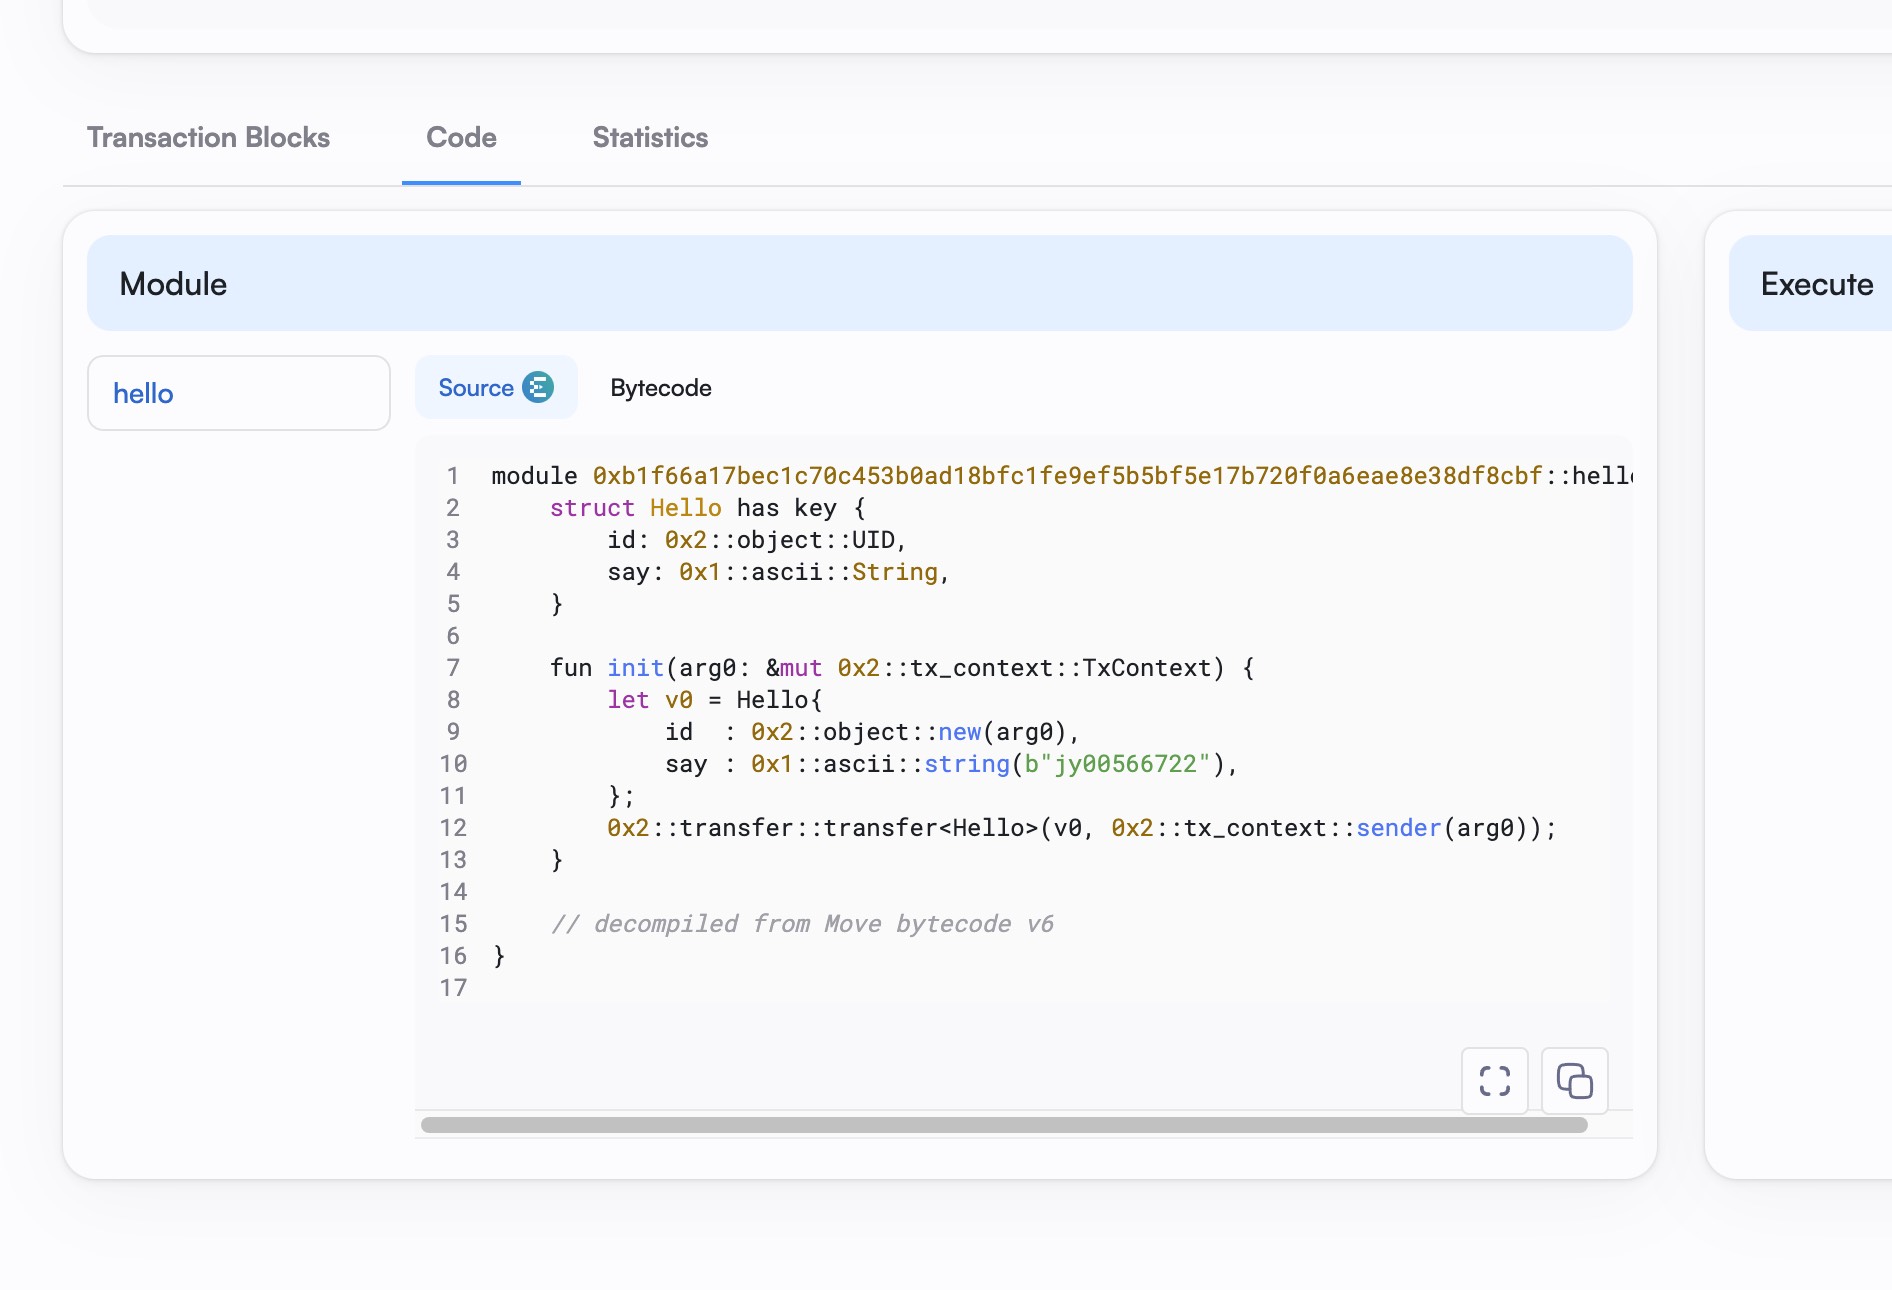 Transaction Blocks Code Statistics
Module
Execute
hello
Source Bytecode
1 module 0xb1f66a17bec1c70c453b0ad18bfc1fe9ef5b5bf5e17b720f0a6eae8e38df8cbf::hello
2     struct Hello has key {
3         id: 0x2::object::UID,
4         say: 0x1::ascii::String,
5     }
6
7     fun init(arg0: &mut 0x2::tx_context::TxContext) {
8         let v0 = Hello{
9             id  : 0x2::object::new(arg0),
10             say : 0x1::ascii::string(b"jy00566722"),
11         };
12         0x2::transfer::transfer<Hello>(v0, 0x2::tx_context::sender(arg0));
13     }
14
15     // decompiled from Move bytecode v6
16 }
17